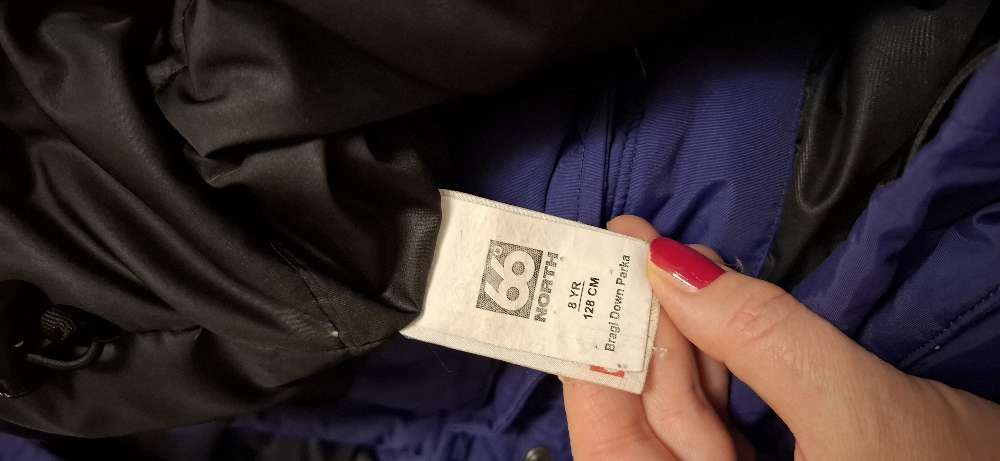 66°
NORTH
8 YR
128 CM
Bragi Down Parka